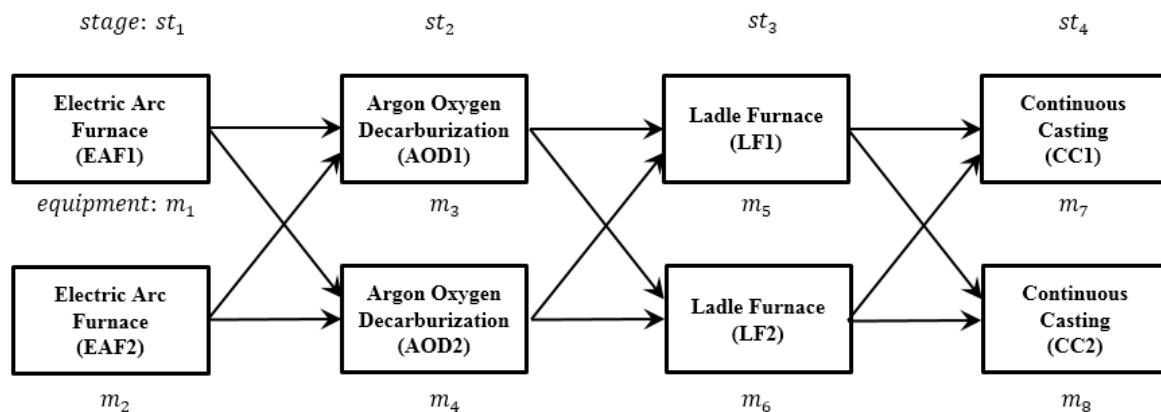 stage: st₁
st₂
st₃
st₄
Electric Arc
Furnace
(EAF1)
Argon Oxygen
Decarburization
(AOD1)
Ladle Furnace
(LF1)
Continuous
Casting
(CC1)
equipment: m₁
m₃
m₅
m₇
Electric Arc
Furnace
(EAF2)
Argon Oxygen
Decarburization
(AOD2)
Ladle Furnace
(LF2)
Continuous
Casting
(CC2)
m₂
m₄
m₆
m₈